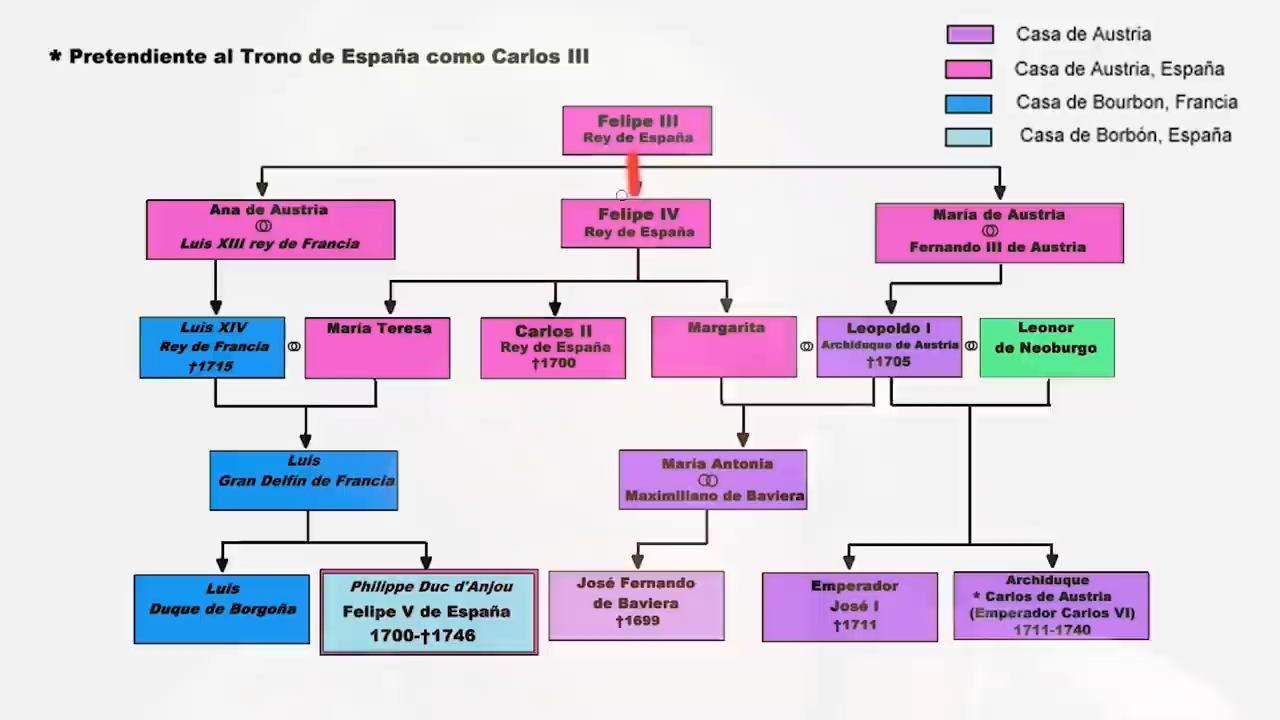 * Pretendiente al Trono de España como Carlos III
Casa de Austria
Casa de Austria, España
Casa de Bourbon, Francia
Casa de Borbón, España
Felipe III
Rey de España
Ana de Austria
Luis XIII rey de Francia
Felipe IV
Rey de España
María de Austria
Fernando III de Austria
Luis XIV
Rey de Francia
†1715
María Teresa
Carlos II
Rey de España
†1700
Margarita
Leopoldo I
Archiduque de Austria
†1705
Leonor
de Neoburgo
Luis
Gran Delfín de Francia
María Antonia
Maximiliano de Baviera
Luis
Duque de Borgoña
Philippe Duc d'Anjou
Felipe V de España
1700-†1746
José Fernando
de Baviera
†1699
Emperador
José I
†1711
Archiduque
* Carlos de Austria
(Emperador Carlos VI)
1711-1740